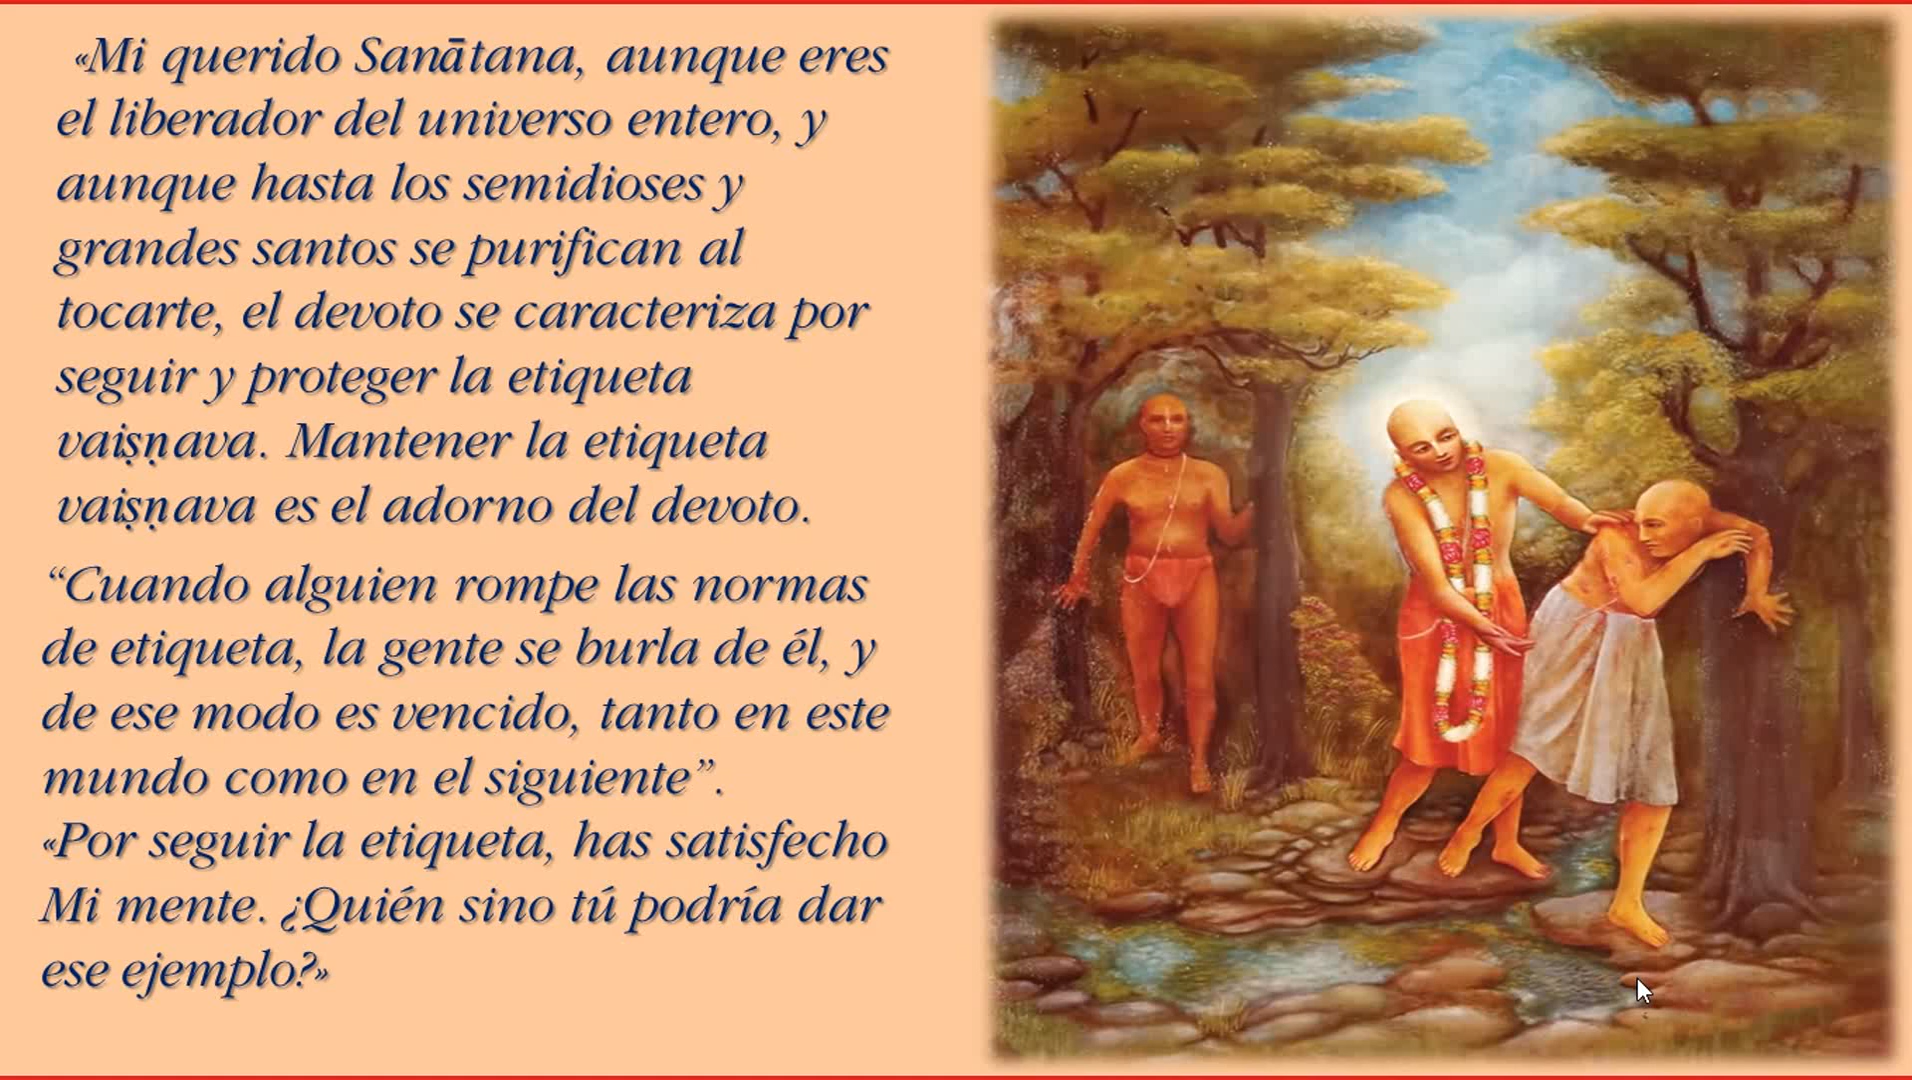 «Mi querido Sanātana, aunque eres
el liberador del universo entero, y
aunque hasta los semidioses y
grandes santos se purifican al
tocarte, el devoto se caracteriza por
seguir y proteger la etiqueta
vaiṣṇava. Mantener la etiqueta
vaiṣṇava es el adorno del devoto.
“Cuando alguien rompe las normas
de etiqueta, la gente se burla de él, y
de ese modo es vencido, tanto en este
mundo como en el siguiente”.
«Por seguir la etiqueta, has satisfecho
Mi mente. ¿Quién sino tú podría dar
ese ejemplo?»